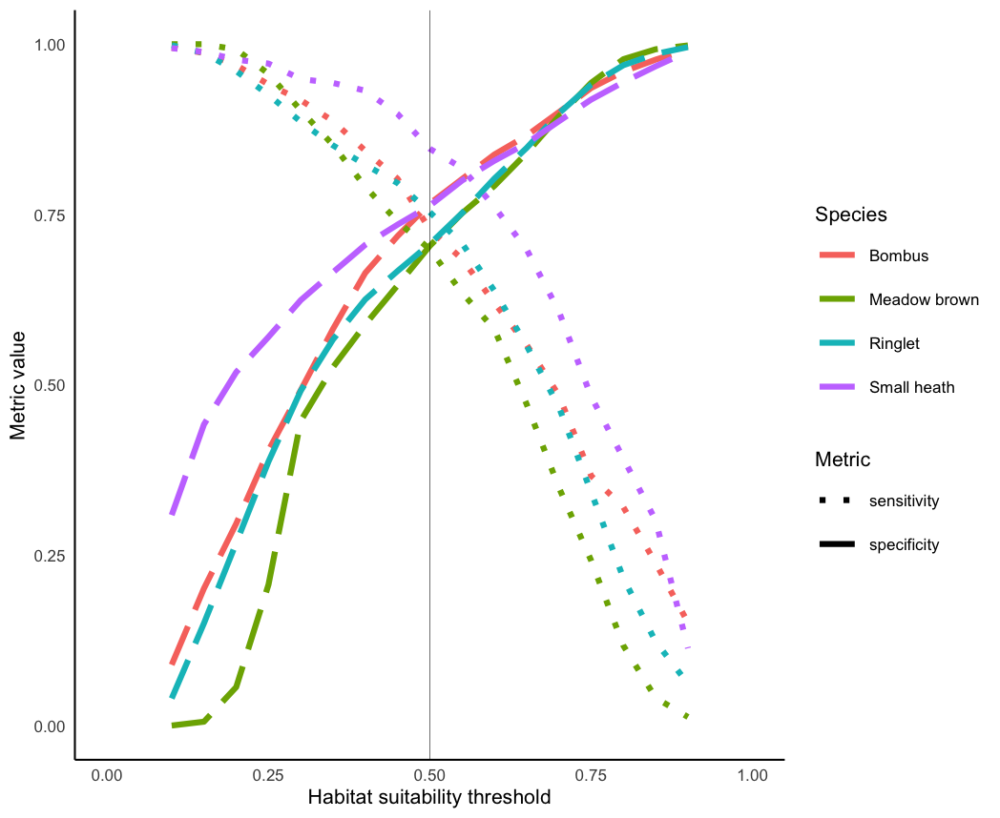 1.00
0.75
0.50
0.25
0.00
Metric value
0.00
0.25
0.50
0.75
1.00
Habitat suitability threshold
Species
Bombus
Meadow brown
Ringlet
Small heath
Metric
sensitivity
specificity